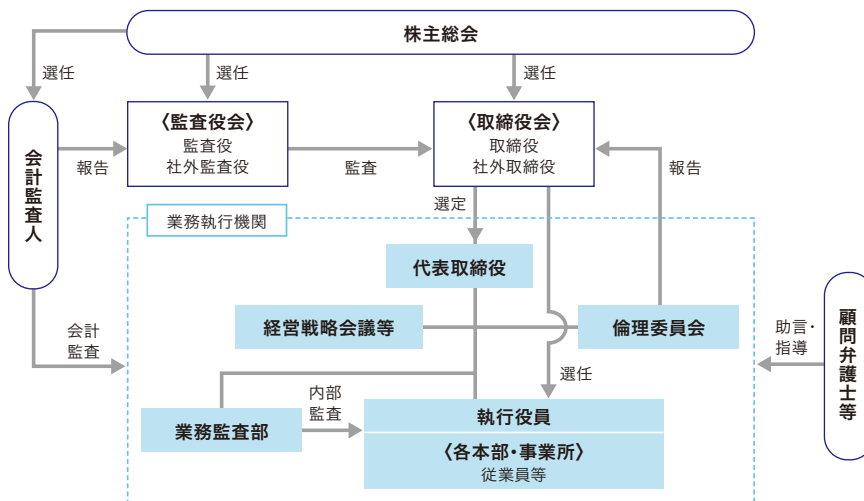 株主総会
選任
選任
選任
会計監査人
〈監査役会〉
監査役
社外監査役
〈取締役会〉
取締役
社外取締役
報告
監査
報告
選定
業務執行機関
代表取締役
経営戦略会議等
倫理委員会
会計
監査
助言・
指導
顧問弁護士等
選任
内部
監査
業務監査部
執行役員
〈各本部・事業所〉
従業員等